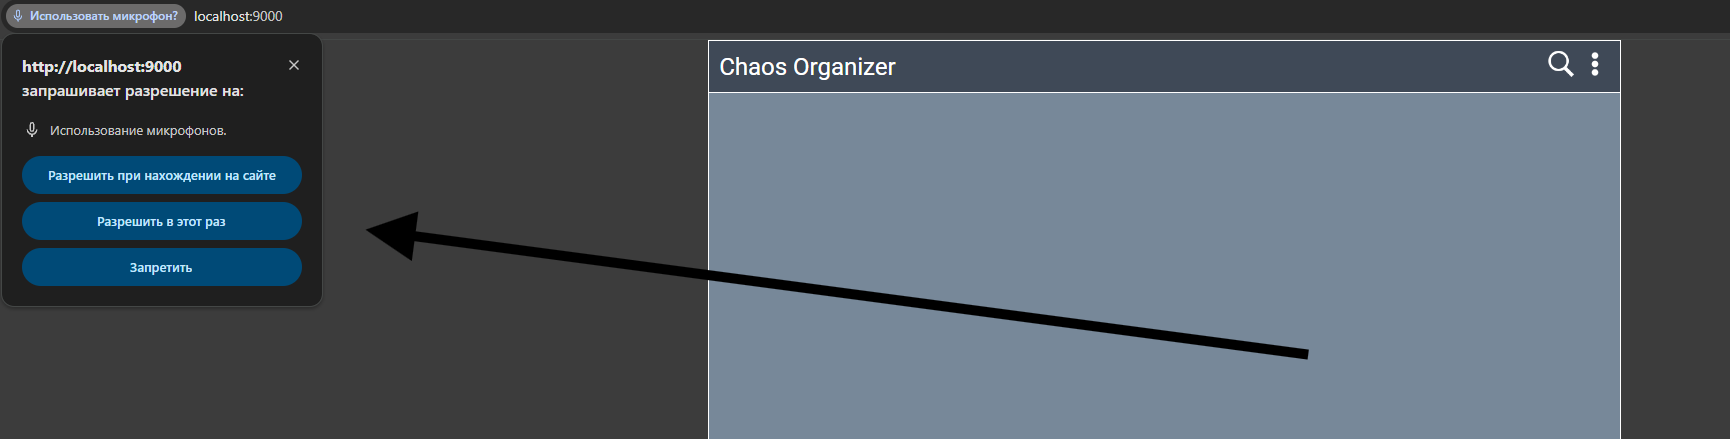 Использовать микрофон?
localhost:9000
http://localhost:9000
запрашивает разрешение на:
Использование микрофонов.
Разрешить при нахождении на сайте
Разрешить в этот раз
Запретить
Chaos Organizer